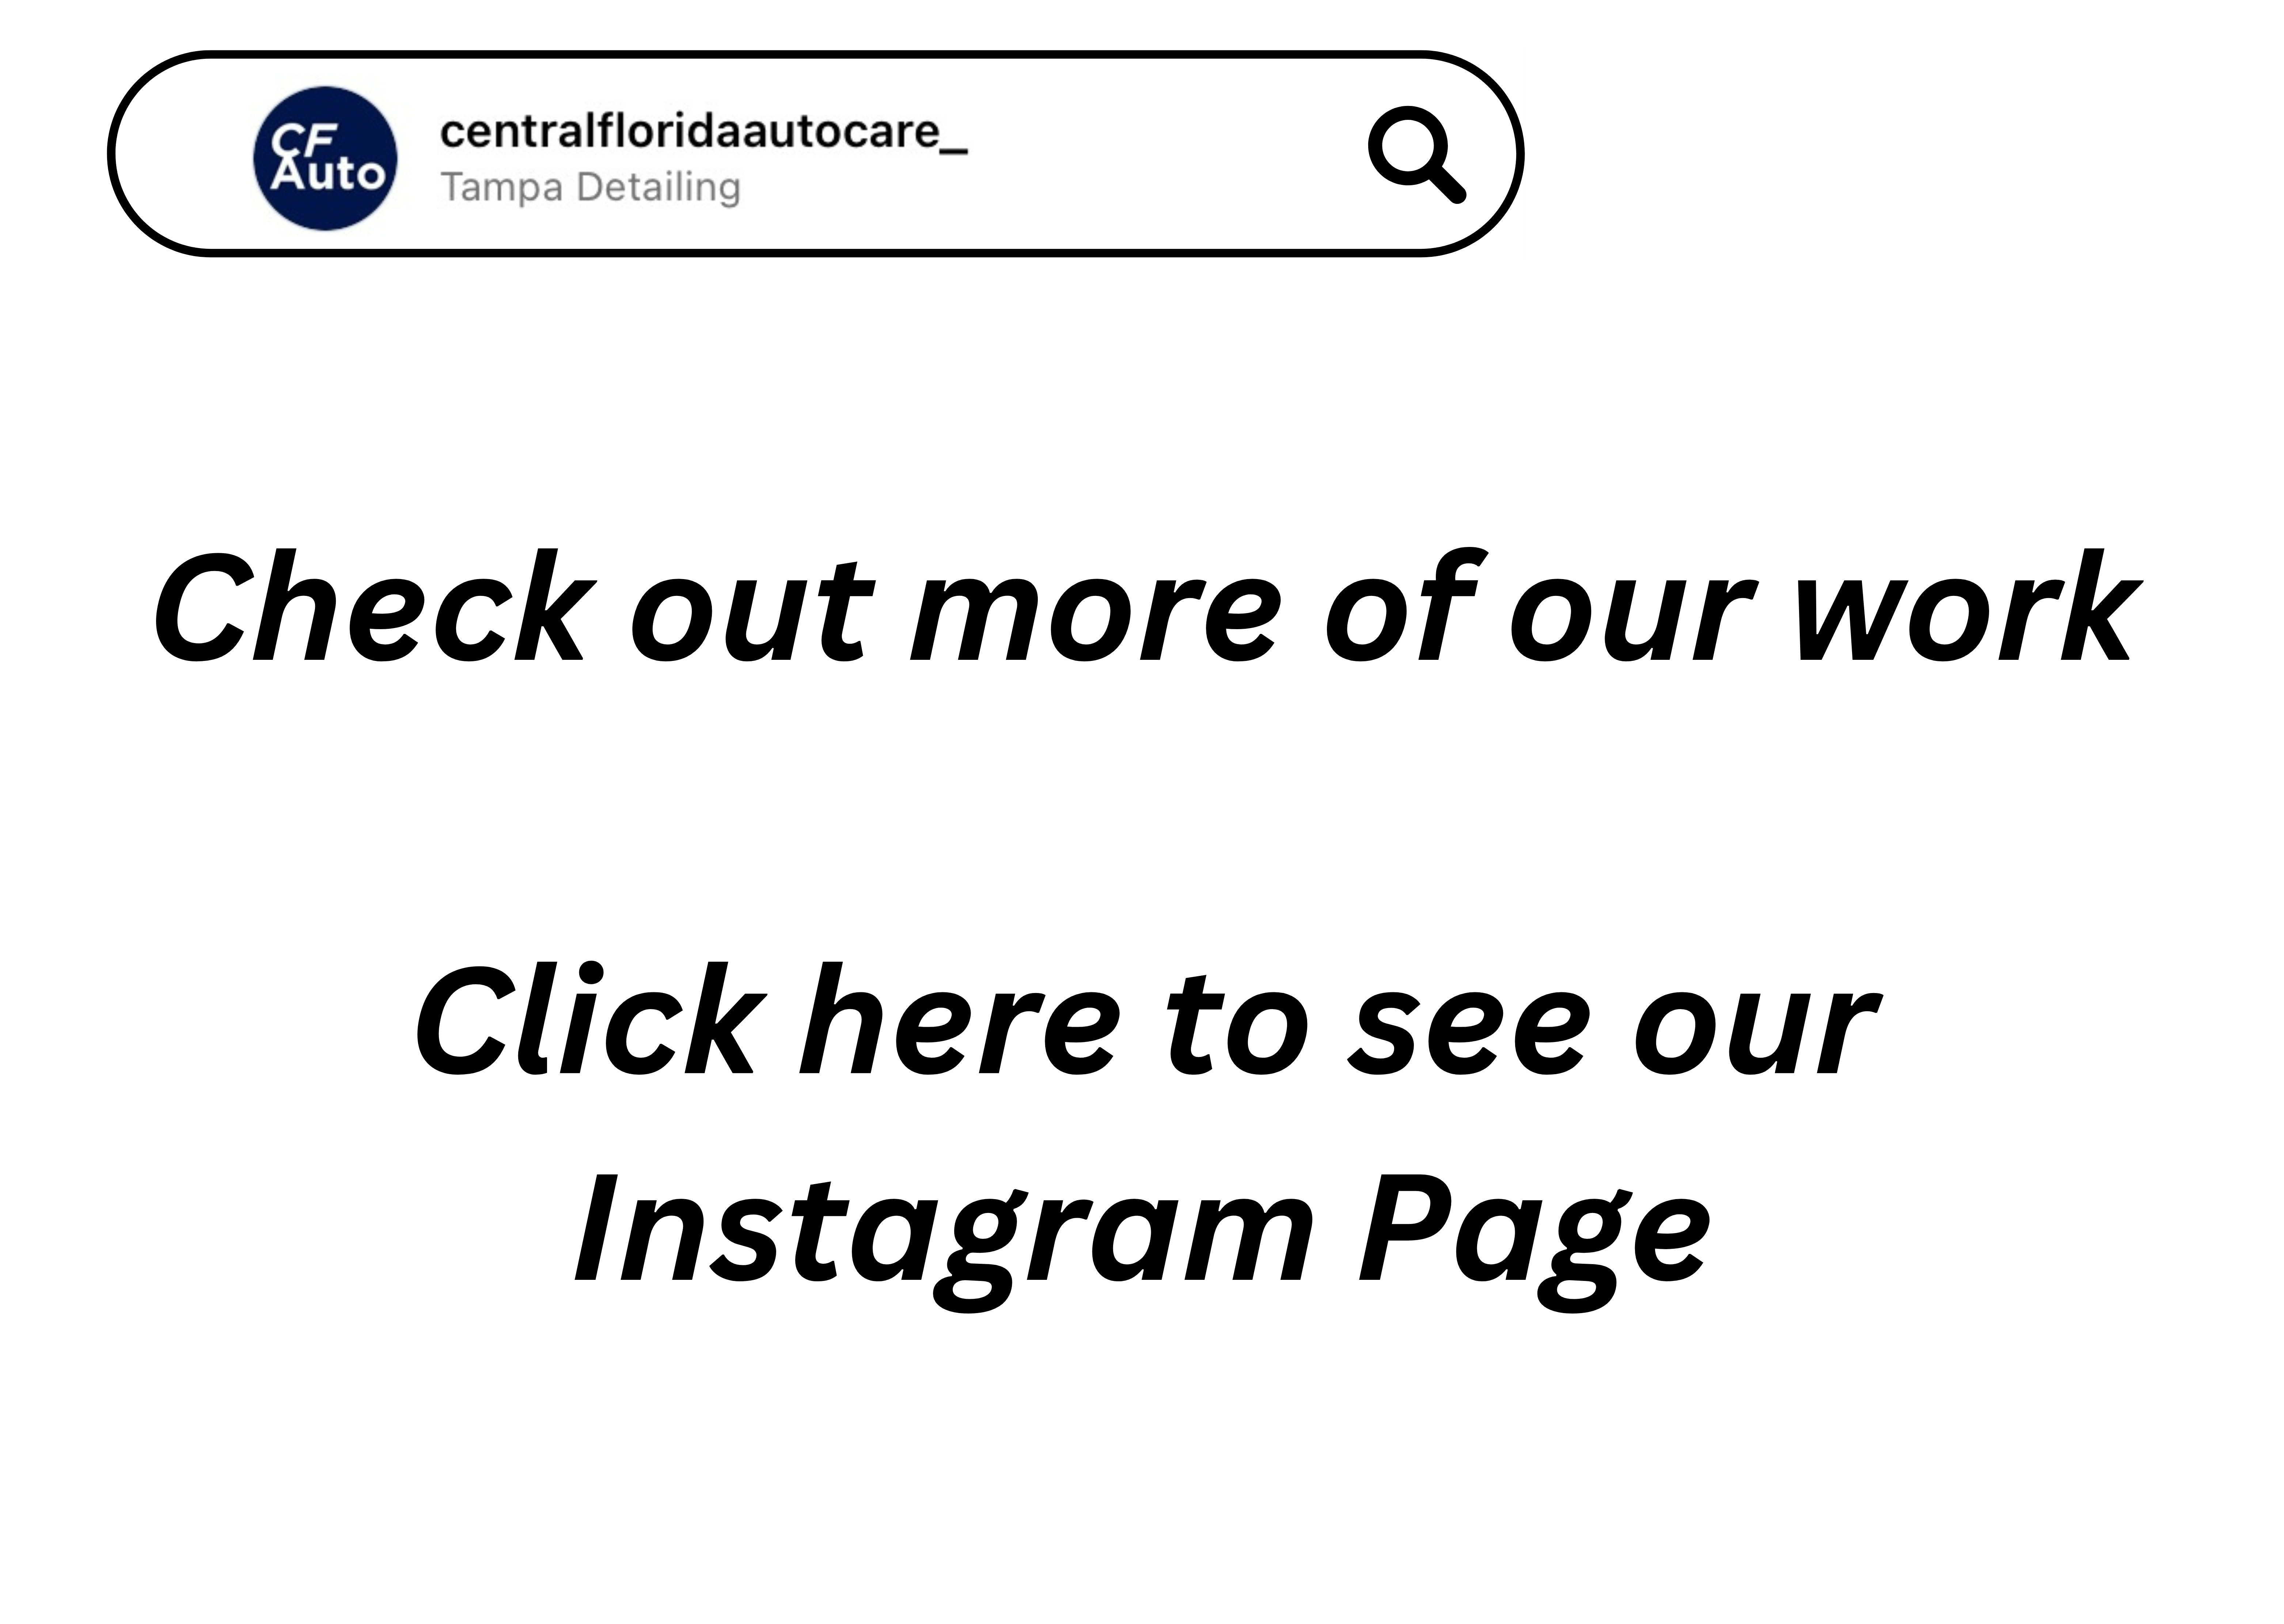 CF
Auto
centralfloridaautocare_
Tampa Detailing
Check out more of our work
Click here to see our
Instagram Page